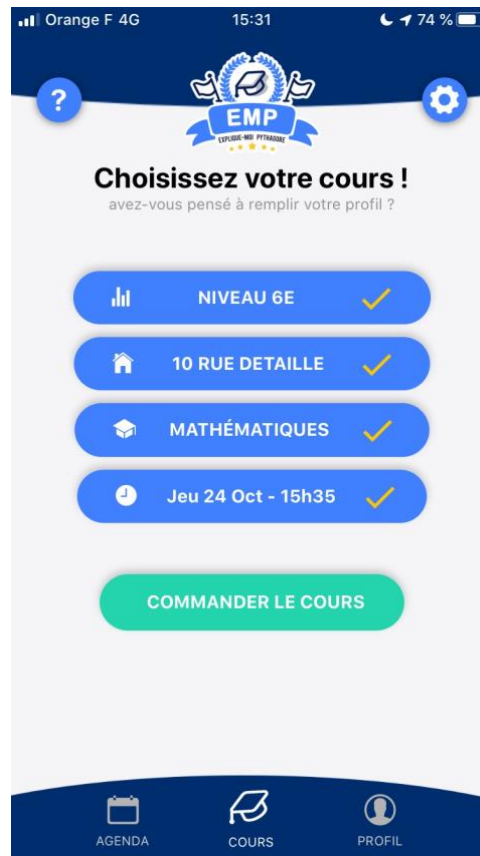 Orange F 4G 15:31 74 %
?
EMP
EXPLIQUE-MOI PYTHAGORE
Choisissez votre cours !
avez-vous pensé à remplir votre profil ?
NIVEAU 6E
10 RUE DETAILLE
MATHÉMATIQUES
Jeu 24 Oct - 15h35
COMMANDER LE COURS
AGENDA COURS PROFIL